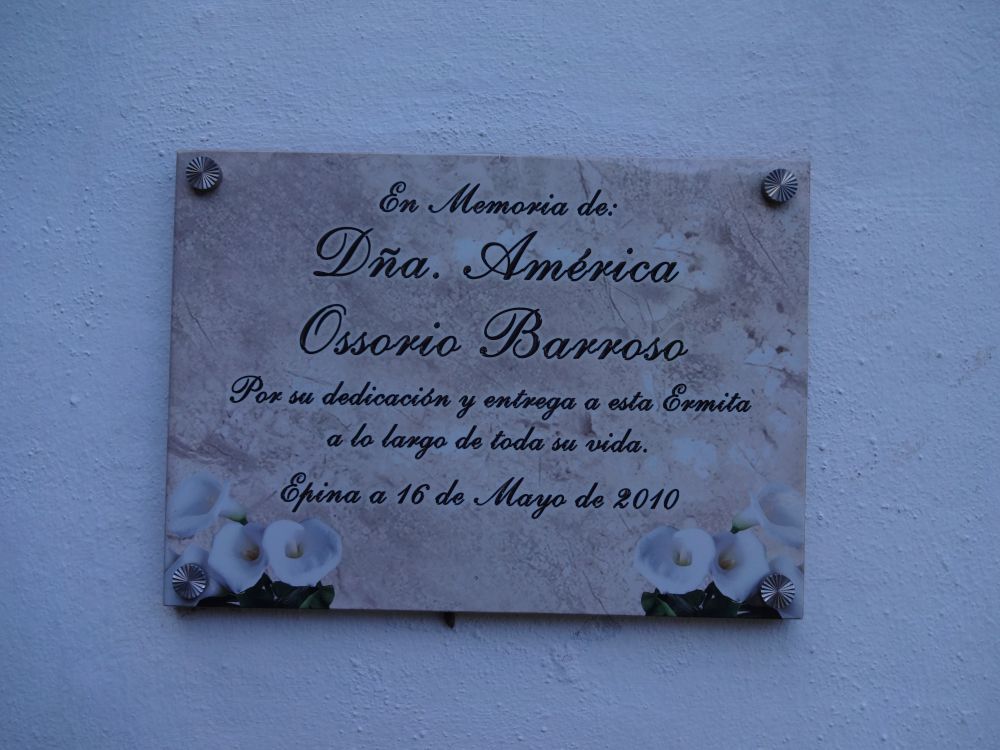 En Memoria de:
Dña. América
Ossorio Barroso
Por su dedicación y entrega a esta Ermita
a lo largo de toda su vida.
Epina a 16 de Mayo de 2010